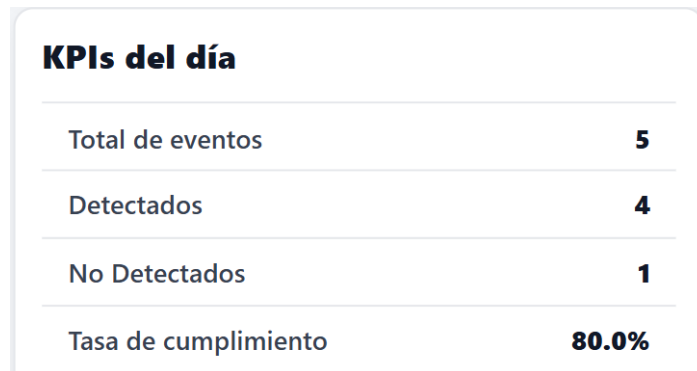 KPIs del día
Total de eventos 5
Detectados 4
No Detectados 1
Tasa de cumplimiento 80.0%